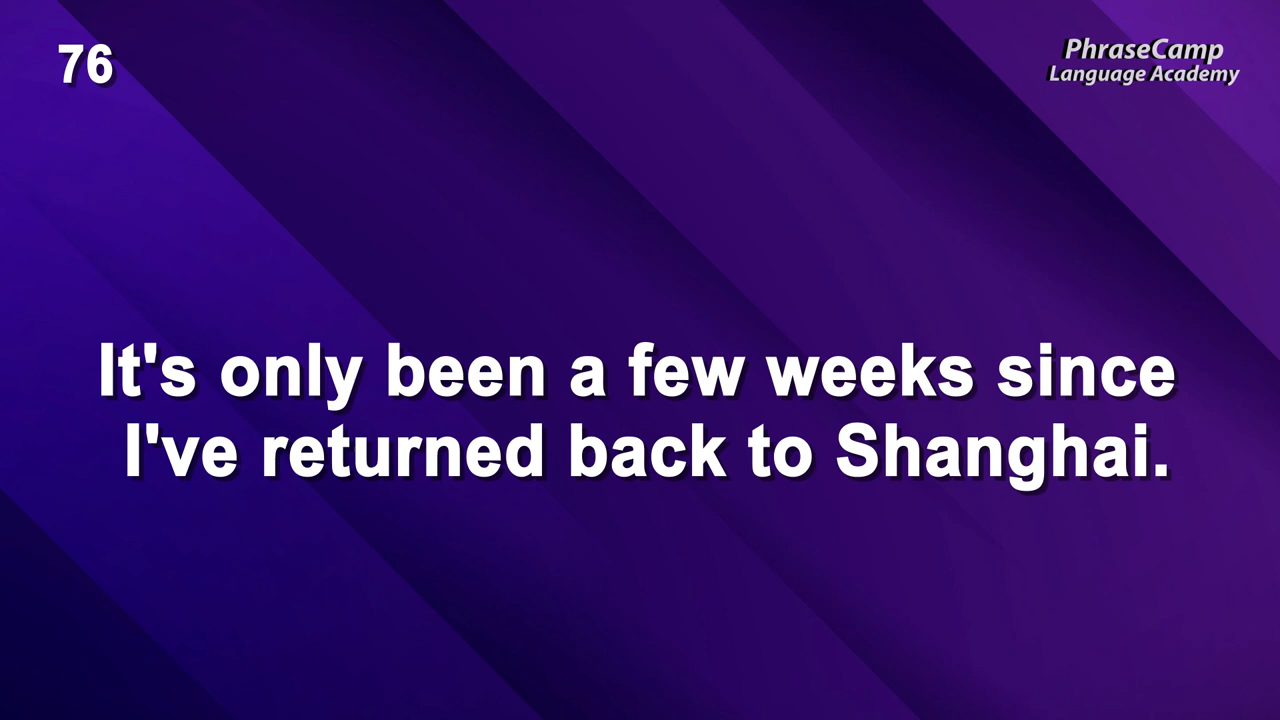 76
PhraseCamp
Language Academy
It's only been a few weeks since
I've returned back to Shanghai.